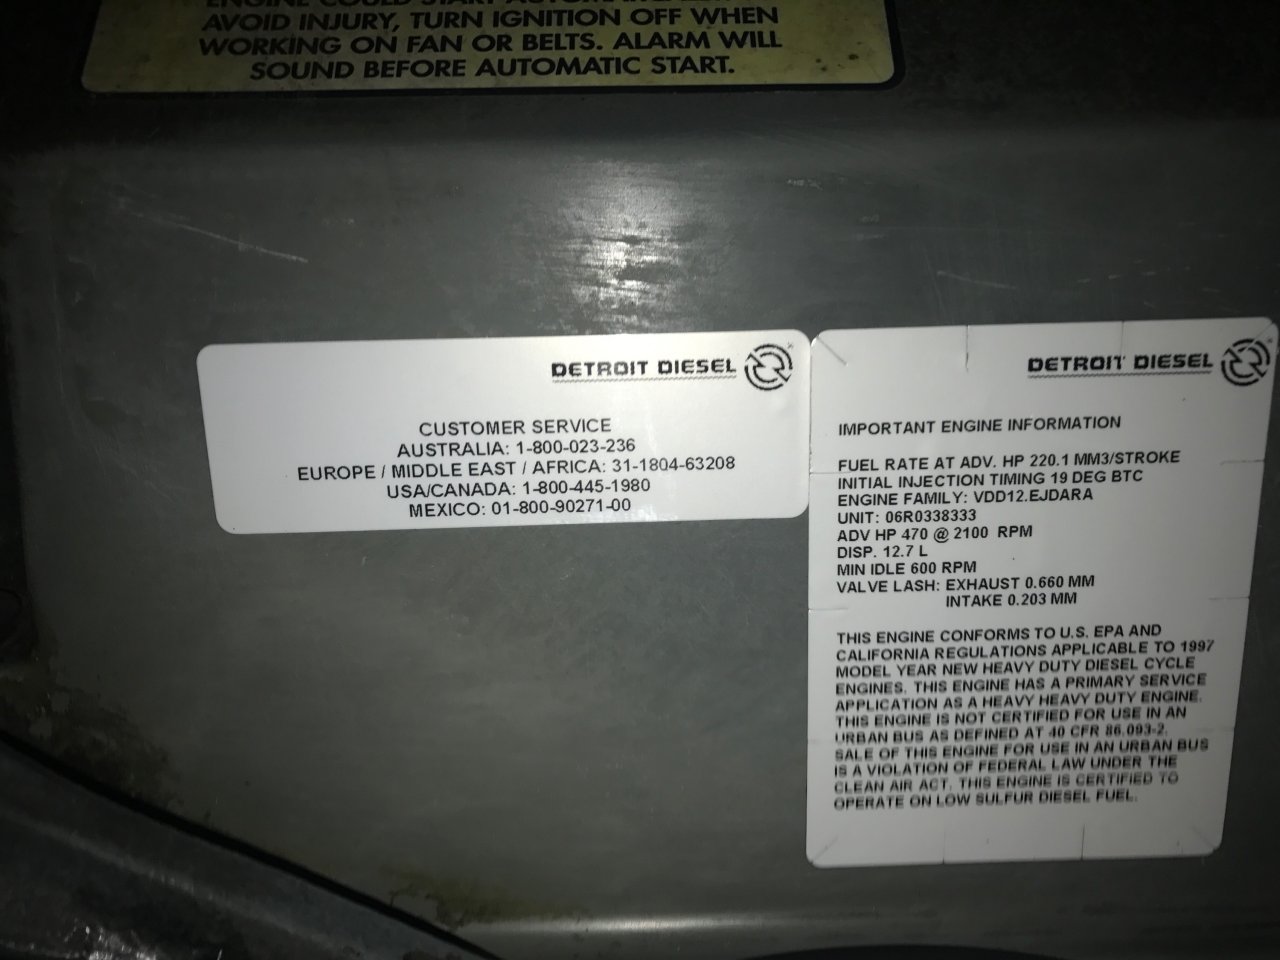 ENGINE COULD START AUTOMATICALLY.
AVOID INJURY, TURN IGNITION OFF WHEN
WORKING ON FAN OR BELTS. ALARM WILL
SOUND BEFORE AUTOMATIC START.
DETROIT DIESEL
CUSTOMER SERVICE
AUSTRALIA: 1-800-023-236
EUROPE / MIDDLE EAST / AFRICA: 31-1804-63208
USA/CANADA: 1-800-445-1980
MEXICO: 01-800-90271-00
DETROIT DIESEL
IMPORTANT ENGINE INFORMATION
FUEL RATE AT ADV. HP 220.1 MM3/STROKE
INITIAL INJECTION TIMING 19 DEG BTC
ENGINE FAMILY: VDD12.EJDARA
UNIT: 06R0338333
ADV HP 470 @ 2100 RPM
DISP. 12.7 L
MIN IDLE 600 RPM
VALVE LASH: EXHAUST 0.660 MM
INTAKE 0.203 MM
THIS ENGINE CONFORMS TO U.S. EPA AND
CALIFORNIA REGULATIONS APPLICABLE TO 1997
MODEL YEAR NEW HEAVY DUTY DIESEL CYCLE
ENGINES. THIS ENGINE HAS A PRIMARY SERVICE
APPLICATION AS A HEAVY HEAVY DUTY ENGINE.
THIS ENGINE IS NOT CERTIFIED FOR USE IN AN
URBAN BUS AS DEFINED AT 40 CFR 86.093-2.
SALE OF THIS ENGINE FOR USE IN AN URBAN BUS
IS A VIOLATION OF FEDERAL LAW UNDER THE
CLEAN AIR ACT. THIS ENGINE IS CERTIFIED TO
OPERATE ON LOW SULFUR DIESEL FUEL.